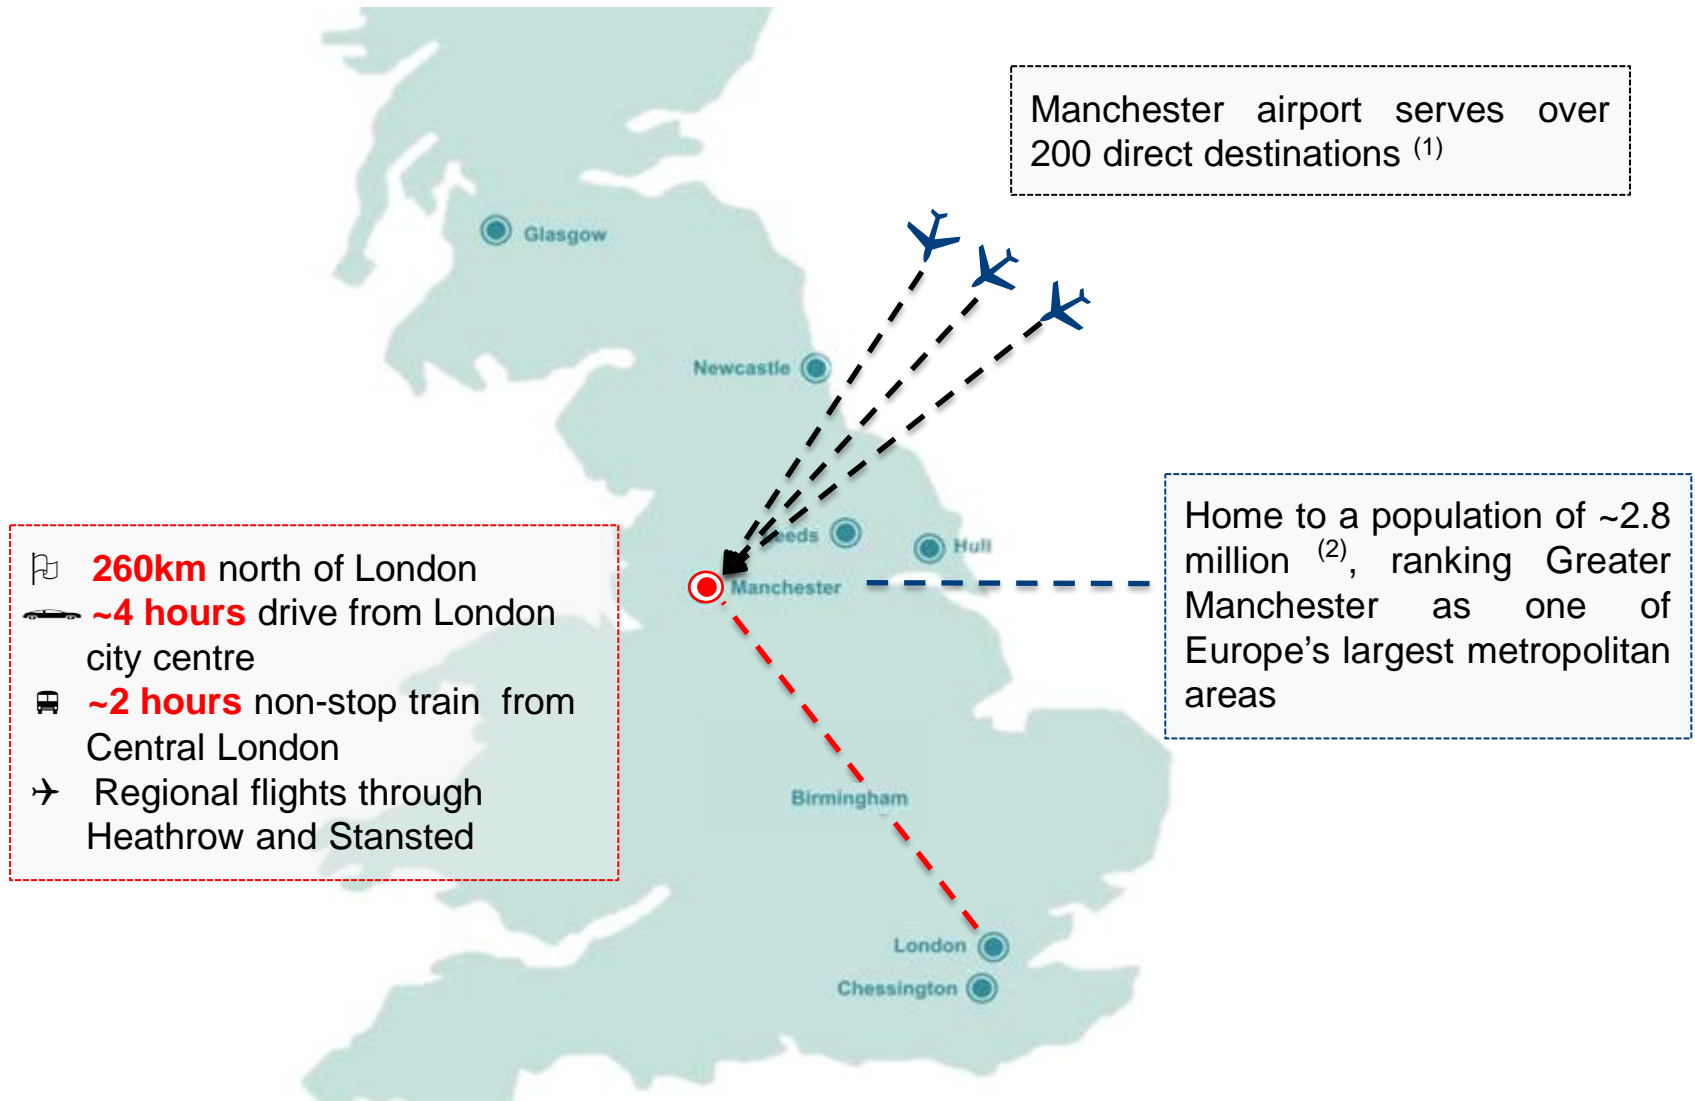 Manchester airport serves over
200 direct destinations (1)
Glasgow
Newcastle
Hull
Manchester
Home to a population of ~2.8
million (2), ranking Greater
Manchester as one of
Europe’s largest metropolitan
areas
260km north of London
~4 hours drive from London
city centre
~2 hours non-stop train from
Central London
Regional flights through
Heathrow and Stansted
Birmingham
London
Chessington